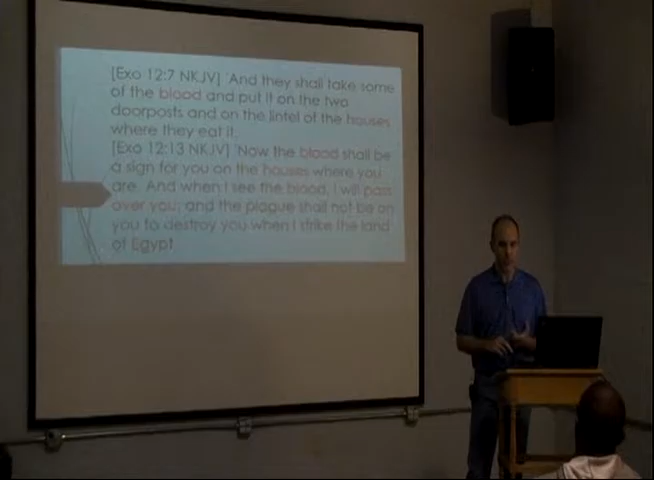 [Exo 12:7 NKJV] 'And they shall take some
of the blood and put it on the two
doorposts and on the lintel of the houses
where they eat it.
[Exo 12:13 NKJV] 'Now the blood shall be
a sign for you on the houses where you
are. And when I see the blood, I will pass
over you; and the plague shall not be on
you to destroy you when I strike the land
of Egypt